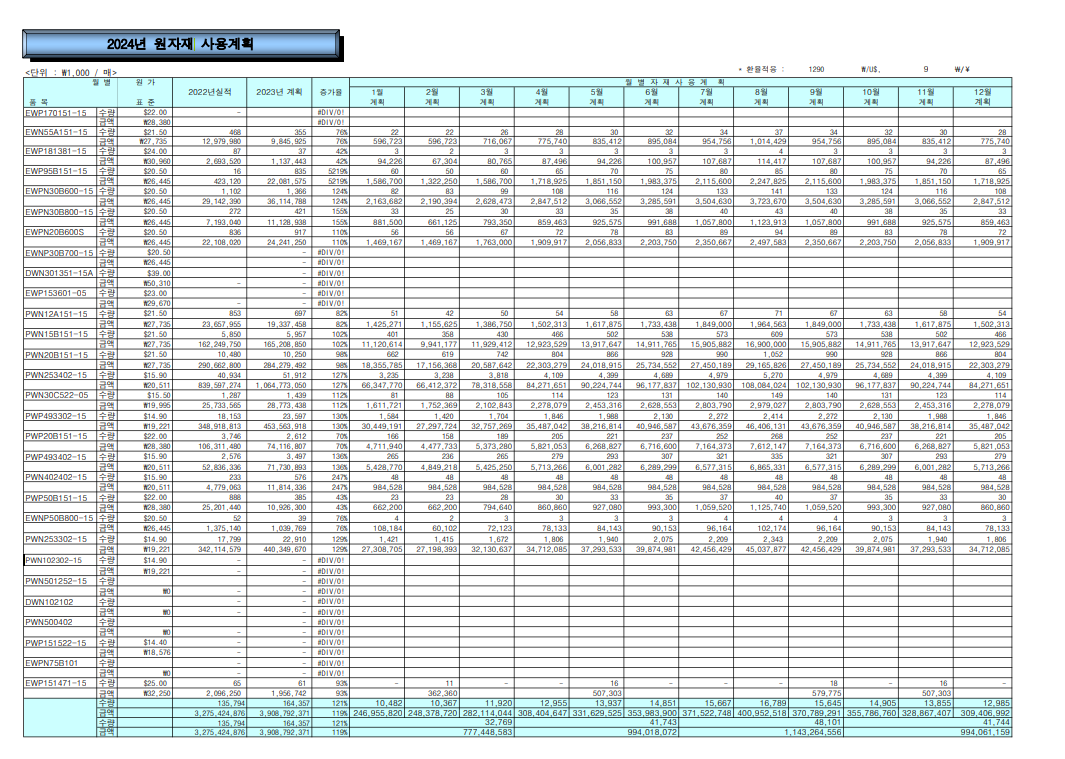 2024년 원자재 사용계획
<단위 : ₩1,000 / 매> * 환율적용 : 1290 ₩/U$, 9 ₩/¥
월 별 원 가 2022년실적 2023년 계획 증가율 월 별 자 재 사 용 계 획
1월 2월 3월 4월 5월 6월 7월 8월 9월 10월 11월 12월
품 목 표 준 계획 계획 계획 계획 계획 계획 계획 계획 계획 계획 계획 계획
EWP170151-15 수량 $22.00 - #DIV/0!
금액 ₩28,380 #DIV/0!
EWN55A151-15 수량 $21.50 468 355 76% 22 22 26 28 30 32 34 37 34 32 30 28
금액 ₩27,735 12,979,980 9,845,925 76% 596,723 596,723 716,067 775,740 835,412 895,084 954,756 1,014,429 954,756 895,084 835,412 775,740
EWP181381-15 수량 $24.00 87 37 42% 3 2 3 3 3 3 3 4 3 3 3 3
금액 ₩30,960 2,693,520 1,137,443 42% 94,226 67,304 80,765 87,496 94,226 100,957 107,687 114,417 107,687 100,957 94,226 87,496
EWP95B151-15 수량 $20.50 16 835 5219% 60 50 60 65 70 75 80 85 80 75 70 65
금액 ₩26,445 423,120 22,081,575 5219% 1,586,700 1,322,250 1,586,700 1,718,925 1,851,150 1,983,375 2,115,600 2,247,825 2,115,600 1,983,375 1,851,150 1,718,925
EWPN30B600-15 수량 $20.50 1,102 1,366 124% 82 83 99 108 116 124 133 141 133 124 116 108
금액 ₩26,445 29,142,390 36,114,788 124% 2,163,682 2,190,394 2,628,473 2,847,512 3,066,552 3,285,591 3,504,630 3,723,670 3,504,630 3,285,591 3,066,552 2,847,512
EWPN30B800-15 수량 $20.50 272 421 155% 33 25 30 33 35 38 40 43 40 38 35 33
금액 ₩26,445 7,193,040 11,128,938 155% 881,500 661,125 793,350 859,463 925,575 991,688 1,057,800 1,123,913 1,057,800 991,688 925,575 859,463
EWPN20B600S 수량 $20.50 836 917 110% 56 56 67 72 78 83 89 94 89 83 78 72
금액 ₩26,445 22,108,020 24,241,250 110% 1,469,167 1,469,167 1,763,000 1,909,917 2,056,833 2,203,750 2,350,667 2,497,583 2,350,667 2,203,750 2,056,833 1,909,917
EWNP30B700-15 수량 $20.50 - #DIV/0!
금액 ₩26,445 - #DIV/0!
DWN301351-15A 수량 $39.00 - #DIV/0!
금액 ₩50,310 - - #DIV/0!
EWP153601-05 수량 $23.00 - #DIV/0!
금액 ₩29,670 - - #DIV/0!
PWN12A151-15 수량 $21.50 853 697 82% 51 42 50 54 58 63 67 71 67 63 58 54
금액 ₩27,735 23,657,955 19,337,458 82% 1,425,271 1,155,625 1,386,750 1,502,313 1,617,875 1,733,438 1,849,000 1,964,563 1,849,000 1,733,438 1,617,875 1,502,313
PWN15B151-15 수량 $21.50 5,850 5,957 102% 401 358 430 466 502 538 573 609 573 538 502 466
금액 ₩27,735 162,249,750 165,208,850 102% 11,120,614 9,941,177 11,929,412 12,923,529 13,917,647 14,911,765 15,905,882 16,900,000 15,905,882 14,911,765 13,917,647 12,923,529
PWN20B151-15 수량 $21.50 10,480 10,250 98% 662 619 742 804 866 928 990 1,052 990 928 866 804
금액 ₩27,735 290,662,800 284,279,492 98% 18,355,785 17,156,328 20,587,642 22,303,279 24,018,915 25,734,552 27,450,189 29,165,826 27,450,189 25,734,552 24,018,915 22,303,279
PWN253402-15 수량 $15.90 40,934 51,912 127% 3,235 3,238 3,818 4,109 4,399 4,689 4,979 5,270 4,979 4,689 4,399 4,109
금액 ₩20,511 839,597,274 1,064,773,050 127% 66,347,770 66,412,372 78,318,558 84,271,651 90,224,744 96,177,837 102,130,930 108,084,024 102,130,930 96,177,837 90,224,744 84,271,651
PWN30C522-05 수량 $15.50 1,287 1,439 112% 81 88 105 114 123 131 140 149 140 131 123 114
금액 ₩19,995 25,733,565 28,773,438 112% 1,611,721 1,752,369 2,102,843 2,278,079 2,453,316 2,628,553 2,803,790 2,979,027 2,803,790 2,628,553 2,453,316 2,278,079
PWP493302-15 수량 $14.90 18,153 23,597 130% 1,584 1,420 1,704 1,846 1,988 2,130 2,272 2,414 2,272 2,130 1,988 1,846
금액 ₩19,221 348,918,813 453,563,918 130% 30,449,191 27,297,724 32,757,269 35,487,042 38,216,814 40,946,587 43,676,359 46,406,131 43,676,359 40,946,587 38,216,814 35,487,042
PWP20B151-15 수량 $22.00 3,746 2,612 70% 166 158 189 205 221 237 252 268 252 237 221 205
금액 ₩28,380 106,311,480 74,116,807 70% 4,711,940 4,477,733 5,373,280 5,821,053 6,268,827 6,716,600 7,164,373 7,612,147 7,164,373 6,716,600 6,268,827 5,821,053
PWP493402-15 수량 $15.90 2,576 3,497 136% 265 236 265 279 293 307 321 335 321 307 293 279
금액 ₩20,511 52,836,336 71,730,893 136% 5,428,770 4,849,218 5,425,250 5,713,266 6,001,282 6,289,299 6,577,315 6,865,331 6,577,315 6,289,299 6,001,282 5,713,266
PWN402402-15 수량 $15.90 233 576 247% 48 48 48 48 48 48 48 48 48 48 48 48
금액 ₩20,511 4,779,063 11,814,336 247% 984,528 984,528 984,528 984,528 984,528 984,528 984,528 984,528 984,528 984,528 984,528 984,528
PWP50B151-15 수량 $22.00 888 385 43% 23 23 28 30 33 35 37 40 37 35 33 30
금액 ₩28,380 25,201,440 10,926,300 43% 662,200 662,200 794,640 860,860 927,080 993,300 1,059,520 1,125,740 1,059,520 993,300 927,080 860,860
EWNP50B800-15 수량 $20.50 52 39 76% 4 2 3 3 3 3 4 4 4 3 3 3
금액 ₩26,445 1,375,140 1,039,769 76% 108,184 60,102 72,123 78,133 84,143 90,153 96,164 102,174 96,164 90,153 84,143 78,133
PWN253302-15 수량 $14.90 17,799 22,910 129% 1,421 1,415 1,672 1,806 1,940 2,075 2,209 2,343 2,209 2,075 1,940 1,806
금액 ₩19,221 342,114,579 440,349,670 129% 27,308,705 27,198,393 32,130,637 34,712,085 37,293,533 39,874,981 42,456,429 45,037,877 42,456,429 39,874,981 37,293,533 34,712,085
PWN102302-15 수량 $14.90 - - #DIV/0!
금액 ₩19,221 - - #DIV/0!
PWN501252-15 수량 - - #DIV/0!
금액 ₩0 - - #DIV/0!
DWN102102 수량 - - #DIV/0!
금액 ₩0 - - #DIV/0!
PWN500402 수량 - - #DIV/0!
금액 ₩0 - - #DIV/0!
PWP151522-15 수량 $14.40 - - #DIV/0!
금액 ₩18,576 - - #DIV/0!
EWPN75B101 수량 - - #DIV/0!
금액 ₩0 - - #DIV/0!
EWP151471-15 수량 $25.00 65 61 93% - 11 - - 16 - - - 18 - 16 -
금액 ₩32,250 2,096,250 1,956,742 93% 362,360 507,303 579,775 507,303
수량 135,794 164,357 121% 10,482 10,367 11,920 12,955 13,937 14,851 15,667 16,789 15,645 14,905 13,855 12,985
금액 3,275,424,876 3,908,792,371 119% 246,955,820 248,378,720 282,114,044 308,404,647 331,629,525 353,983,900 371,522,748 400,952,518 370,789,291 355,786,760 328,867,407 309,406,992
수량 135,794 164,357 121% 32,769 41,743 48,101 41,744
금액 3,275,424,876 3,908,792,371 119% 777,448,583 994,018,072 1,143,264,556 994,061,159